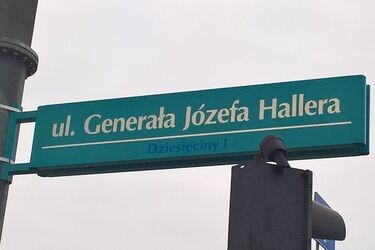 ul. Generała Józefa Hallera
Dziesięciny I